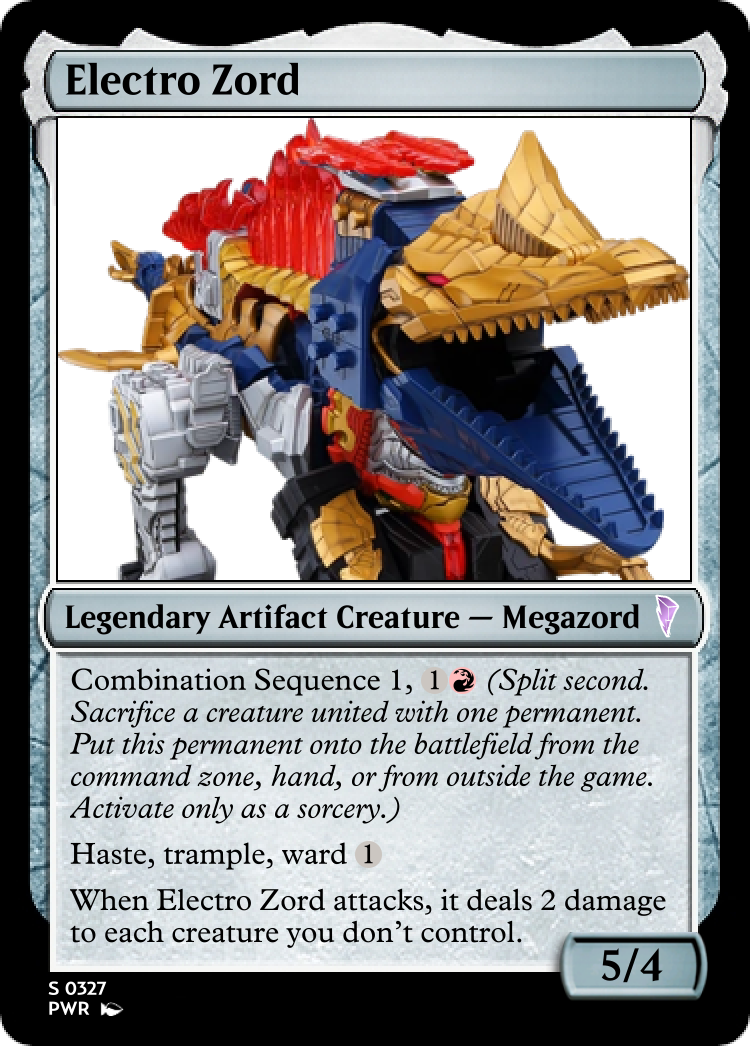 Electro Zord
Legendary Artifact Creature — Megazord
Combination Sequence 1, 1 (Split second.
Sacrifice a creature united with one permanent.
Put this permanent onto the battlefield from the
command zone, hand, or from outside the game.
Activate only as a sorcery.)
Haste, trample, ward 1
When Electro Zord attacks, it deals 2 damage
to each creature you don't control.
5/4
S 0327
PWR